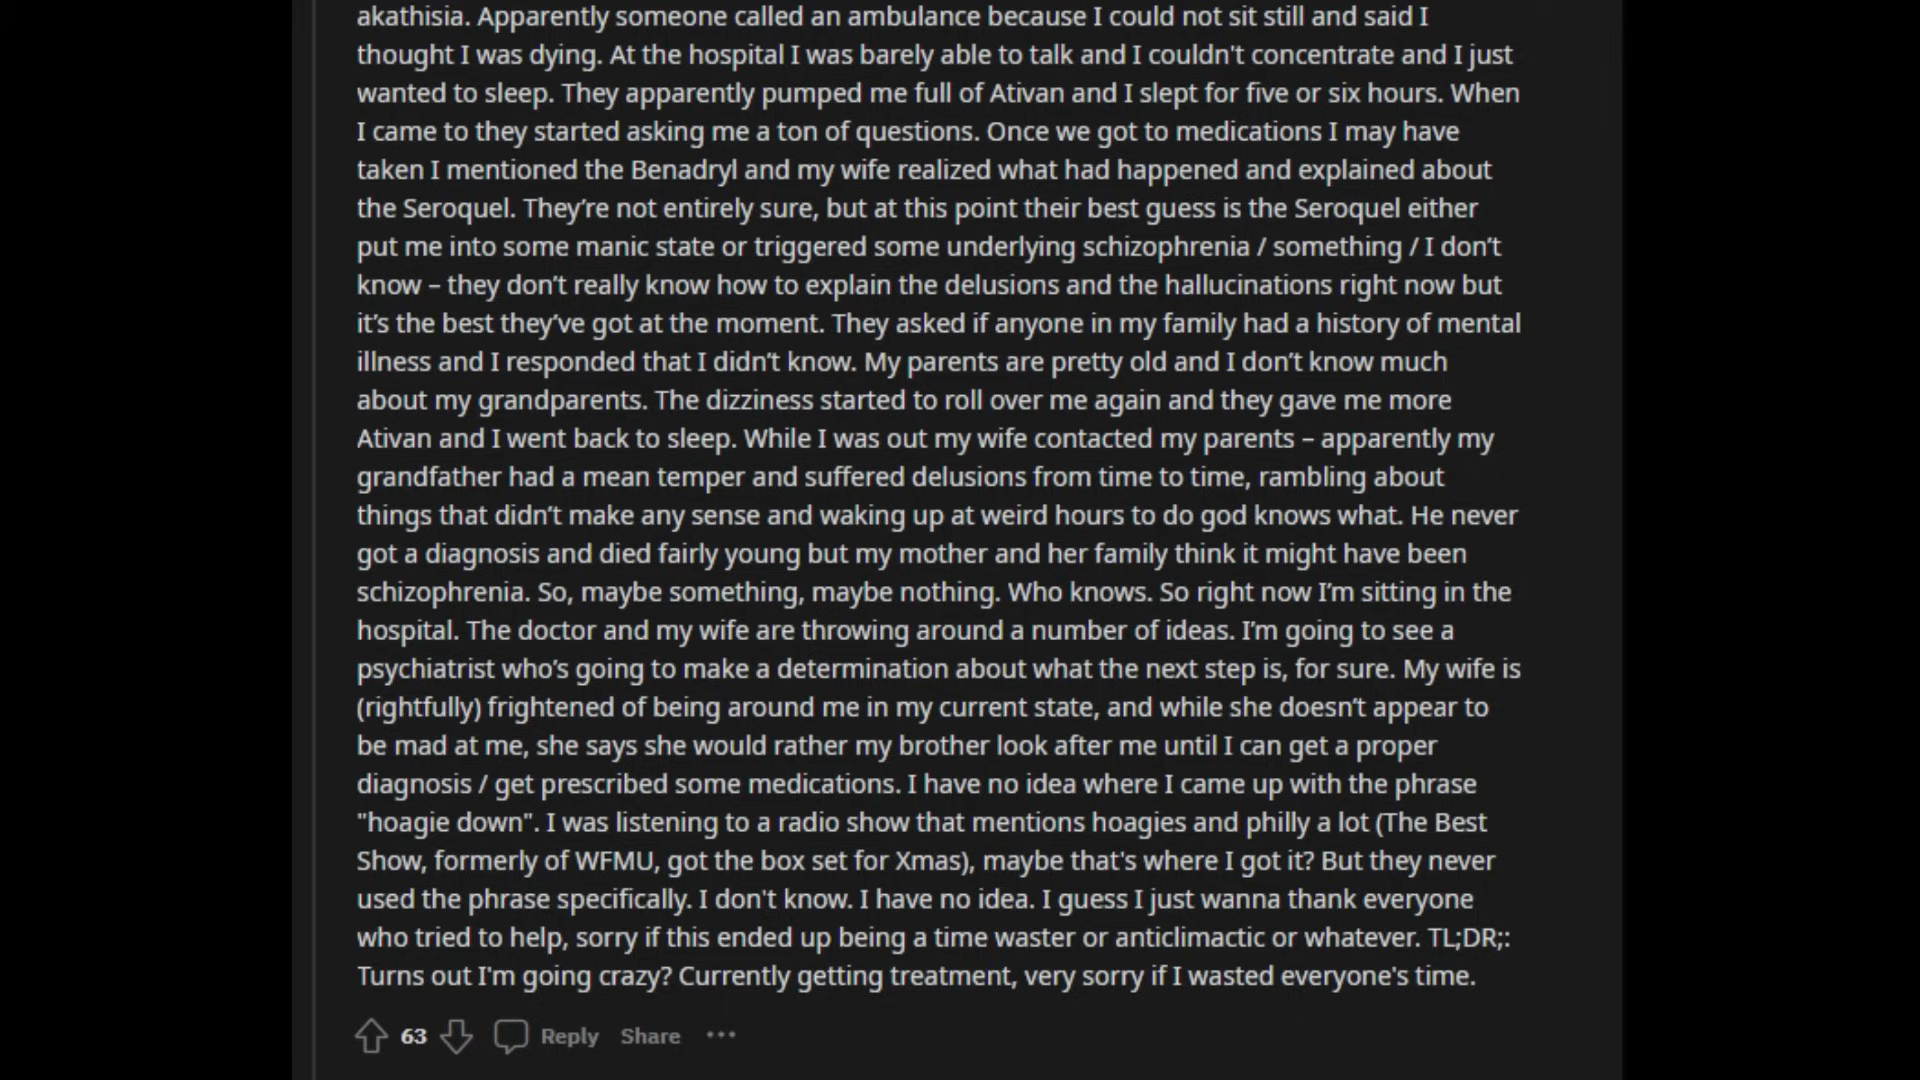 akathisia. Apparently someone called an ambulance because I could not sit still and said I
thought I was dying. At the hospital I was barely able to talk and I couldn't concentrate and I just
wanted to sleep. They apparently pumped me full of Ativan and I slept for five or six hours. When
I came to they started asking me a ton of questions. Once we got to medications I may have
taken I mentioned the Benadryl and my wife realized what had happened and explained about
the Seroquel. They’re not entirely sure, but at this point their best guess is the Seroquel either
put me into some manic state or triggered some underlying schizophrenia / something / I don’t
know – they don’t really know how to explain the delusions and the hallucinations right now but
it’s the best they’ve got at the moment. They asked if anyone in my family had a history of mental
illness and I responded that I didn’t know. My parents are pretty old and I don’t know much
about my grandparents. The dizziness started to roll over me again and they gave me more
Ativan and I went back to sleep. While I was out my wife contacted my parents – apparently my
grandfather had a mean temper and suffered delusions from time to time, rambling about
things that didn’t make any sense and waking up at weird hours to do god knows what. He never
got a diagnosis and died fairly young but my mother and her family think it might have been
schizophrenia. So, maybe something, maybe nothing. Who knows. So right now I’m sitting in the
hospital. The doctor and my wife are throwing around a number of ideas. I’m going to see a
psychiatrist who’s going to make a determination about what the next step is, for sure. My wife is
(rightfully) frightened of being around me in my current state, and while she doesn’t appear to
be mad at me, she says she would rather my brother look after me until I can get a proper
diagnosis / get prescribed some medications. I have no idea where I came up with the phrase
"hoagie down". I was listening to a radio show that mentions hoagies and philly a lot (The Best
Show, formerly of WFMU, got the box set for Xmas), maybe that's where I got it? But they never
used the phrase specifically. I don't know. I have no idea. I guess I just wanna thank everyone
who tried to help, sorry if this ended up being a time waster or anticlimactic or whatever. TL;DR;:
Turns out I'm going crazy? Currently getting treatment, very sorry if I wasted everyone's time.
63 Reply Share ...